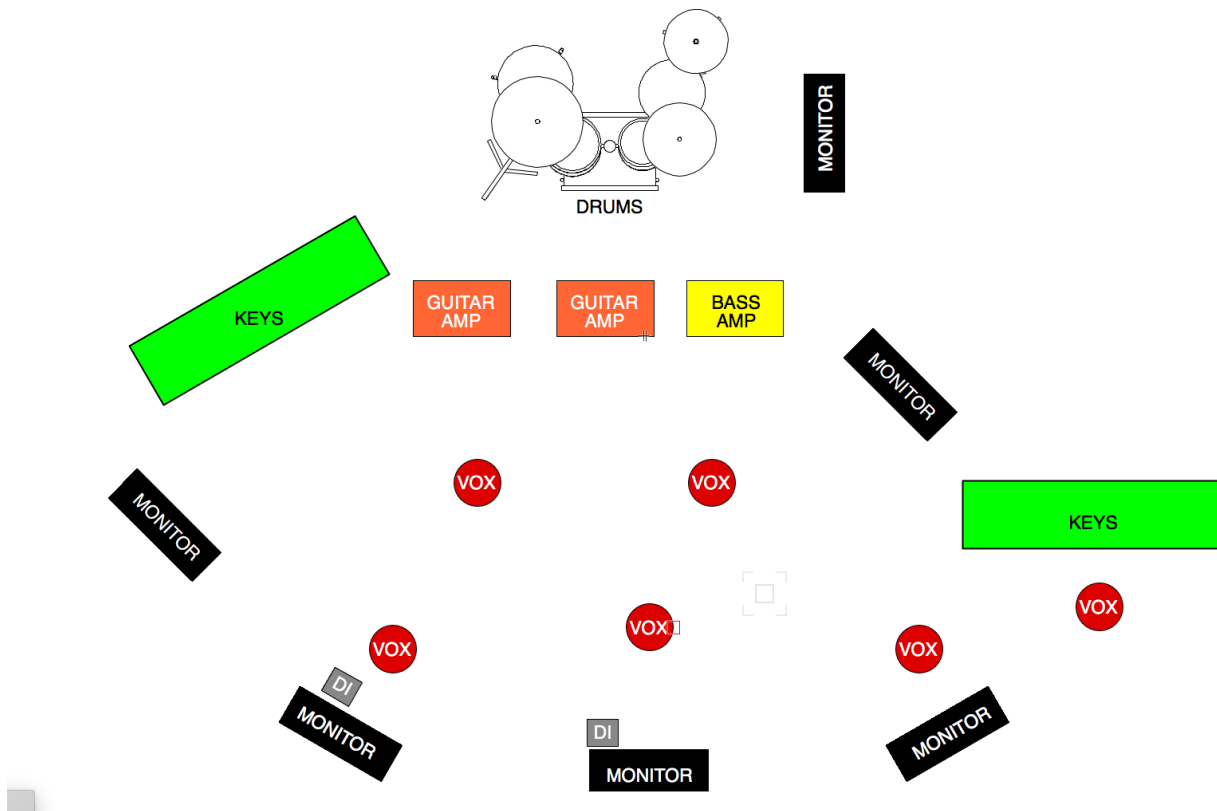 MONITOR
DRUMS
KEYS
GUITAR
AMP
GUITAR
AMP
BASS
AMP
MONITOR
VOX
VOX
MONITOR
KEYS
VOX
VOX
VOX
VOX
DI
MONITOR
DI
MONITOR
MONITOR